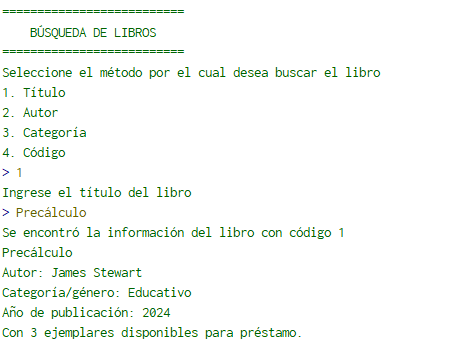 ==========================
    BÚSQUEDA DE LIBROS
==========================
Seleccione el método por el cual desea buscar el libro
1. Título
2. Autor
3. Categoría
4. Código
> 1
Ingrese el título del libro
> Precálculo
Se encontró la información del libro con código 1
Precálculo
Autor: James Stewart
Categoría/género: Educativo
Año de publicación: 2024
Con 3 ejemplares disponibles para préstamo.